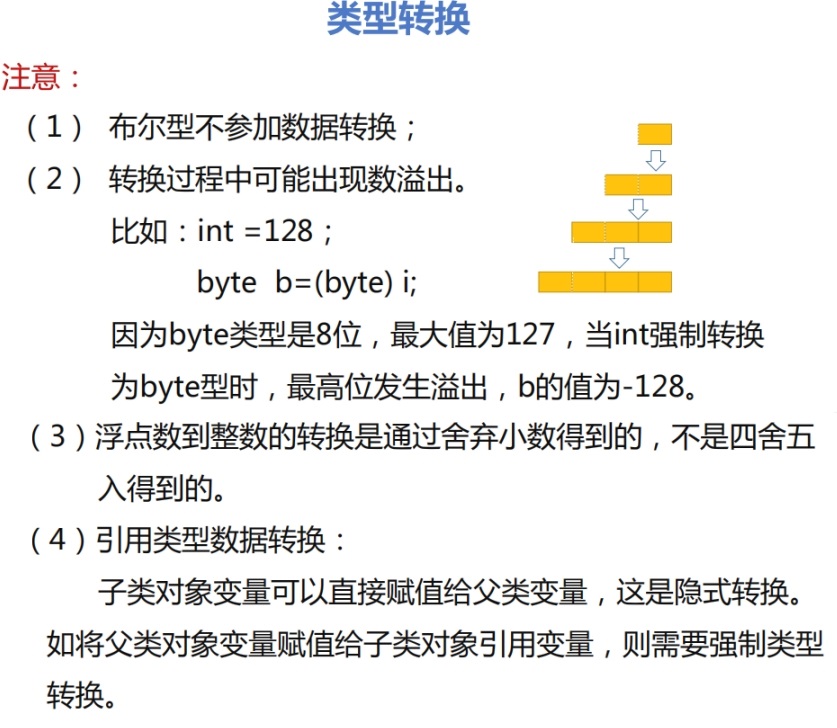 类型转换
注意：
（1） 布尔型不参加数据转换；
（2） 转换过程中可能出现数溢出。
比如：int =128；
byte b=(byte) i;
因为byte类型是8位，最大值为127，当int强制转换
为byte型时，最高位发生溢出，b的值为-128。
（3）浮点数到整数的转换是通过舍弃小数得到的，不是四舍五
入得到的。
（4）引用类型数据转换：
子类对象变量可以直接赋值给父类变量，这是隐式转换。
如将父类对象变量赋值给子类对象引用变量，则需要强制类型
转换。